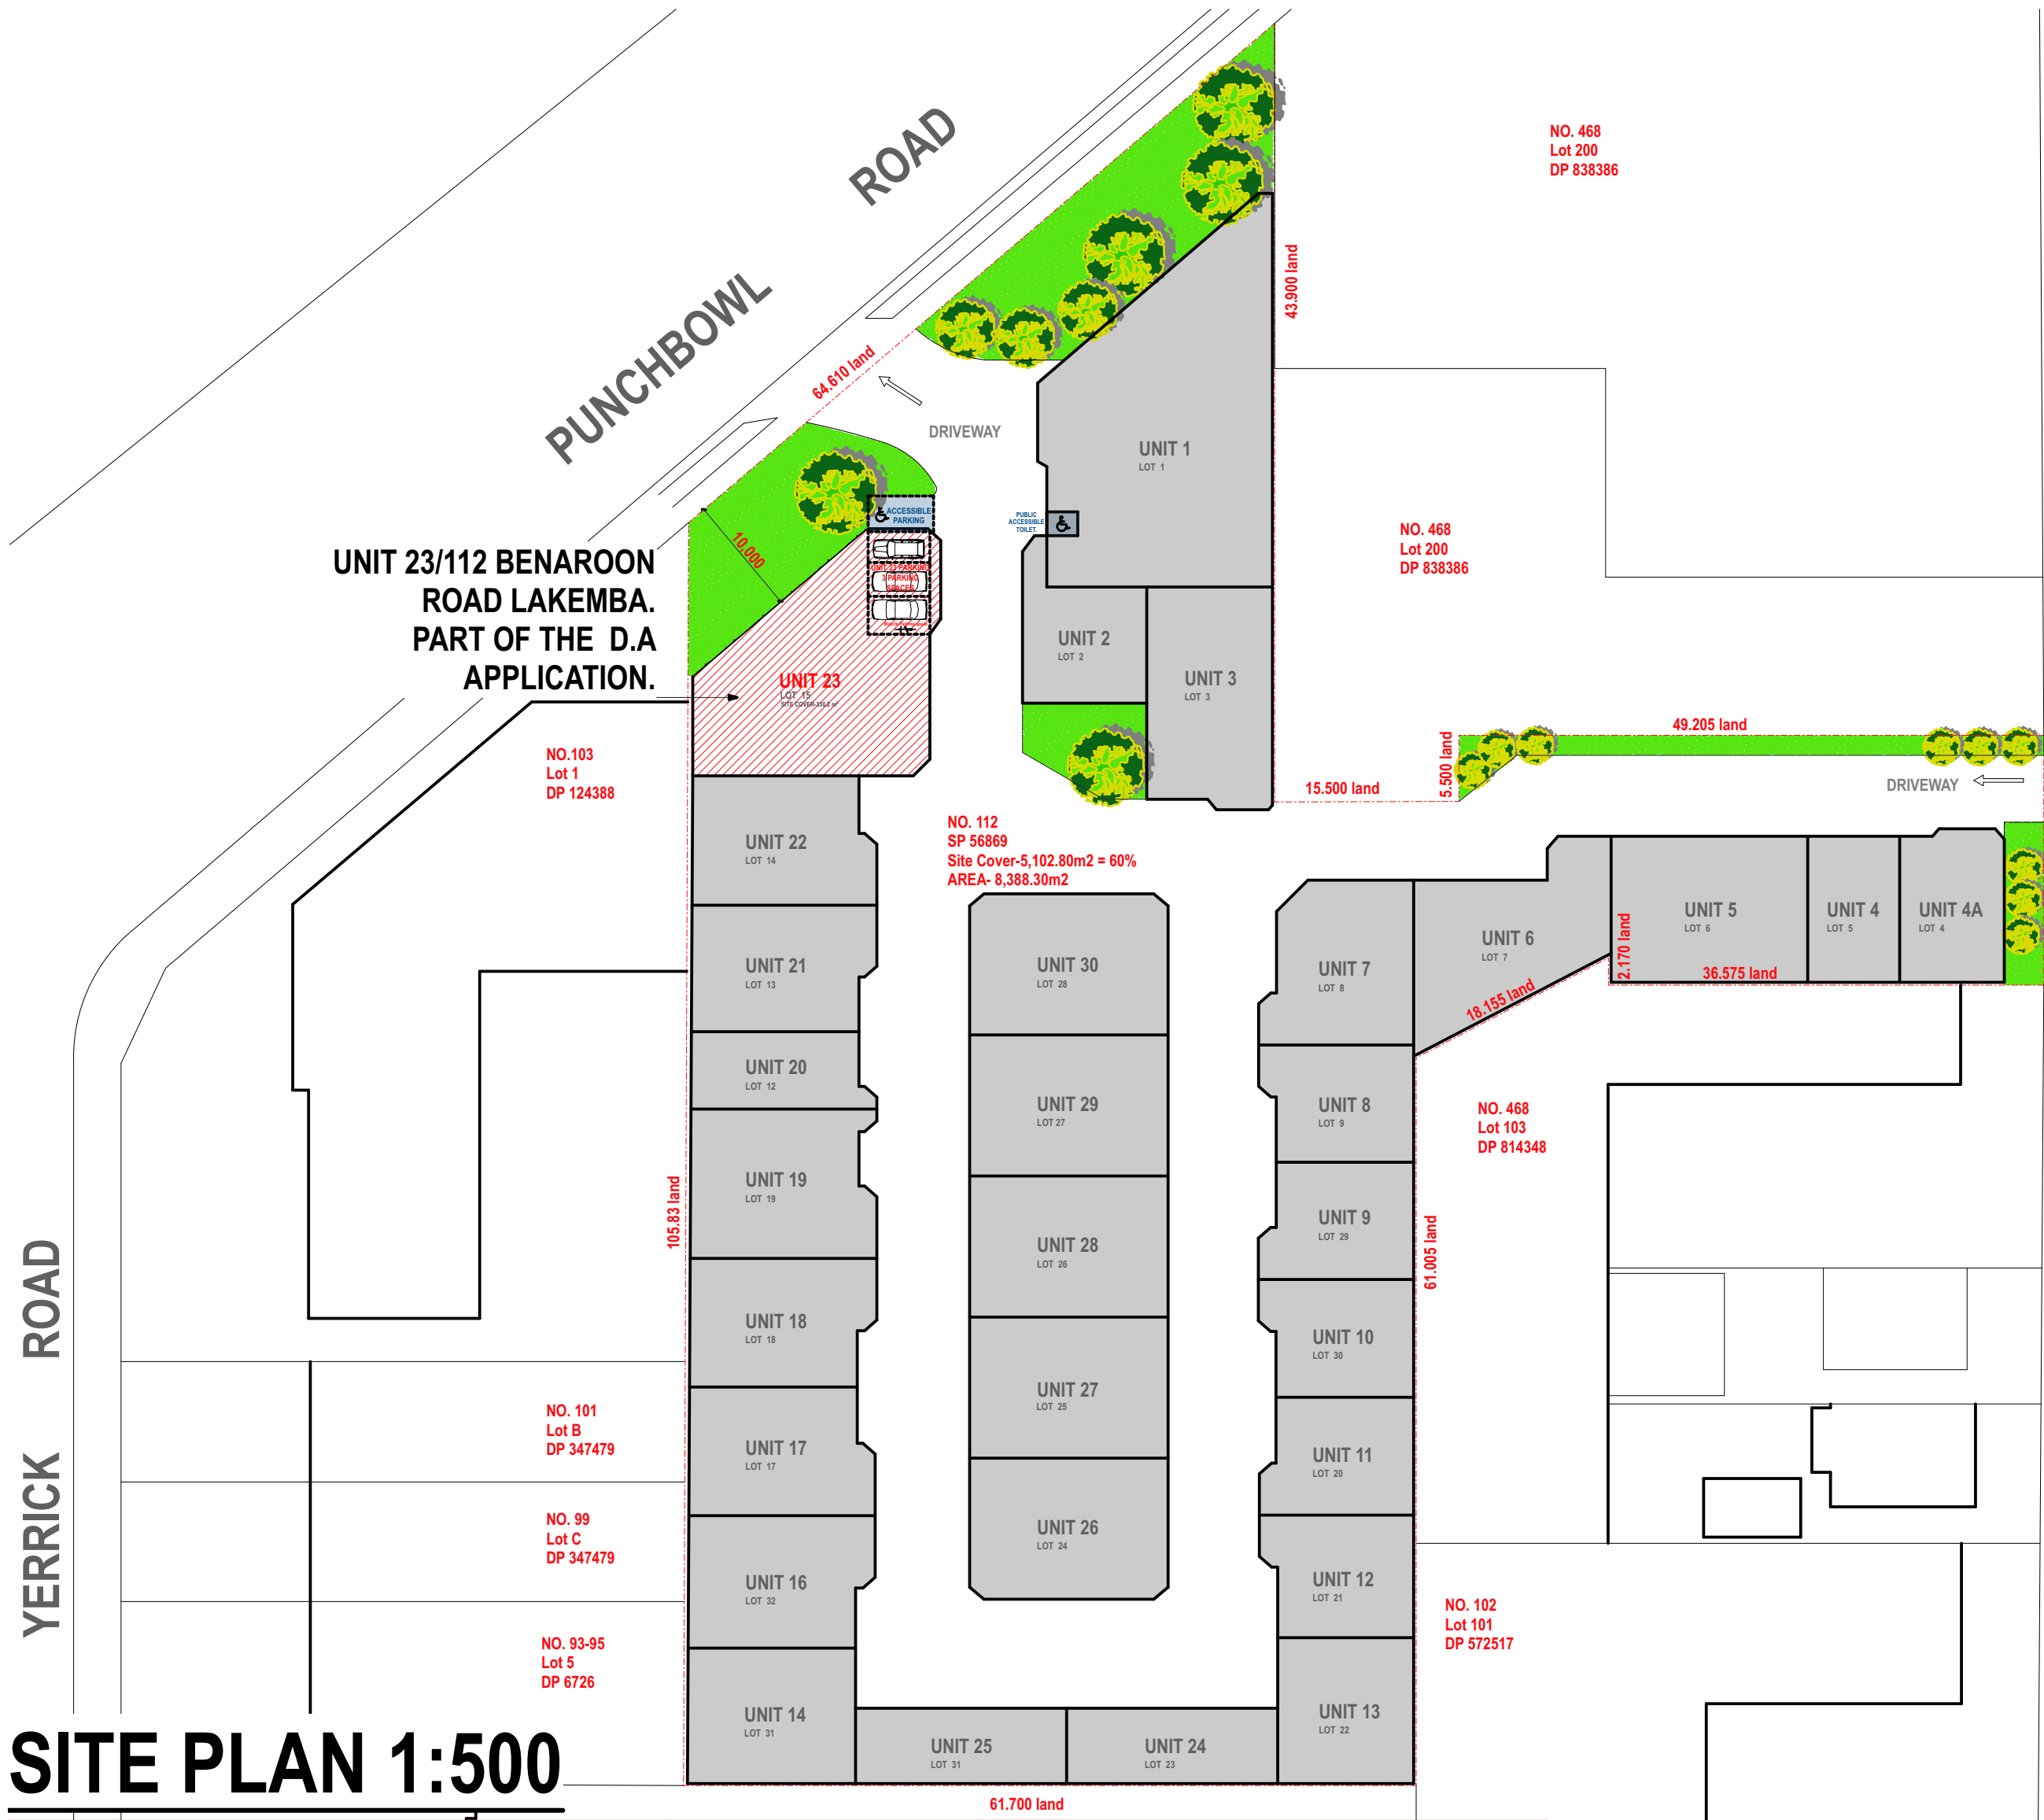 NO. 468
Lot 200
DP 838386
PUNCHBOWL ROAD
43.900 land
64.610 land
DRIVEWAY
UNIT 1
LOT 1
ACCESSIBLE
PARKING
PUBLIC
ACCESSIBLE
TOILET.
NO. 468
Lot 200
DP 838386
10.000
UNIT 23/112 BENAROON
ROAD LAKEMBA.
PART OF THE D.A
APPLICATION.
UNIT 23 PARKING
3 PARKING
SPACES
UNIT 2
LOT 2
UNIT 3
LOT 3
UNIT 23
LOT 15
SITE COVER-330.2 m²
49.205 land
5.500 land
15.500 land
DRIVEWAY
NO.103
Lot 1
DP 124388
NO. 112
SP 56869
Site Cover-5,102.80m2 = 60%
AREA- 8,388.30m2
UNIT 22
LOT 14
UNIT 21
LOT 13
UNIT 20
LOT 12
UNIT 19
LOT 19
UNIT 18
LOT 18
UNIT 17
LOT 17
UNIT 16
LOT 32
UNIT 14
LOT 31
105.83 land
UNIT 30
LOT 28
UNIT 29
LOT 27
UNIT 28
LOT 26
UNIT 27
LOT 25
UNIT 26
LOT 24
UNIT 25
LOT 31
UNIT 24
LOT 23
UNIT 7
LOT 8
UNIT 8
LOT 9
UNIT 9
LOT 29
UNIT 10
LOT 30
UNIT 11
LOT 20
UNIT 12
LOT 21
UNIT 13
LOT 22
UNIT 6
LOT 7
UNIT 5
LOT 6
UNIT 4
LOT 5
UNIT 4A
LOT 4
2.170 land
36.575 land
18.155 land
61.005 land
NO. 468
Lot 103
DP 814348
NO. 102
Lot 101
DP 572517
YERRICK ROAD
NO. 101
Lot B
DP 347479
NO. 99
Lot C
DP 347479
NO. 93-95
Lot 5
DP 6726
SITE PLAN 1:500
61.700 land